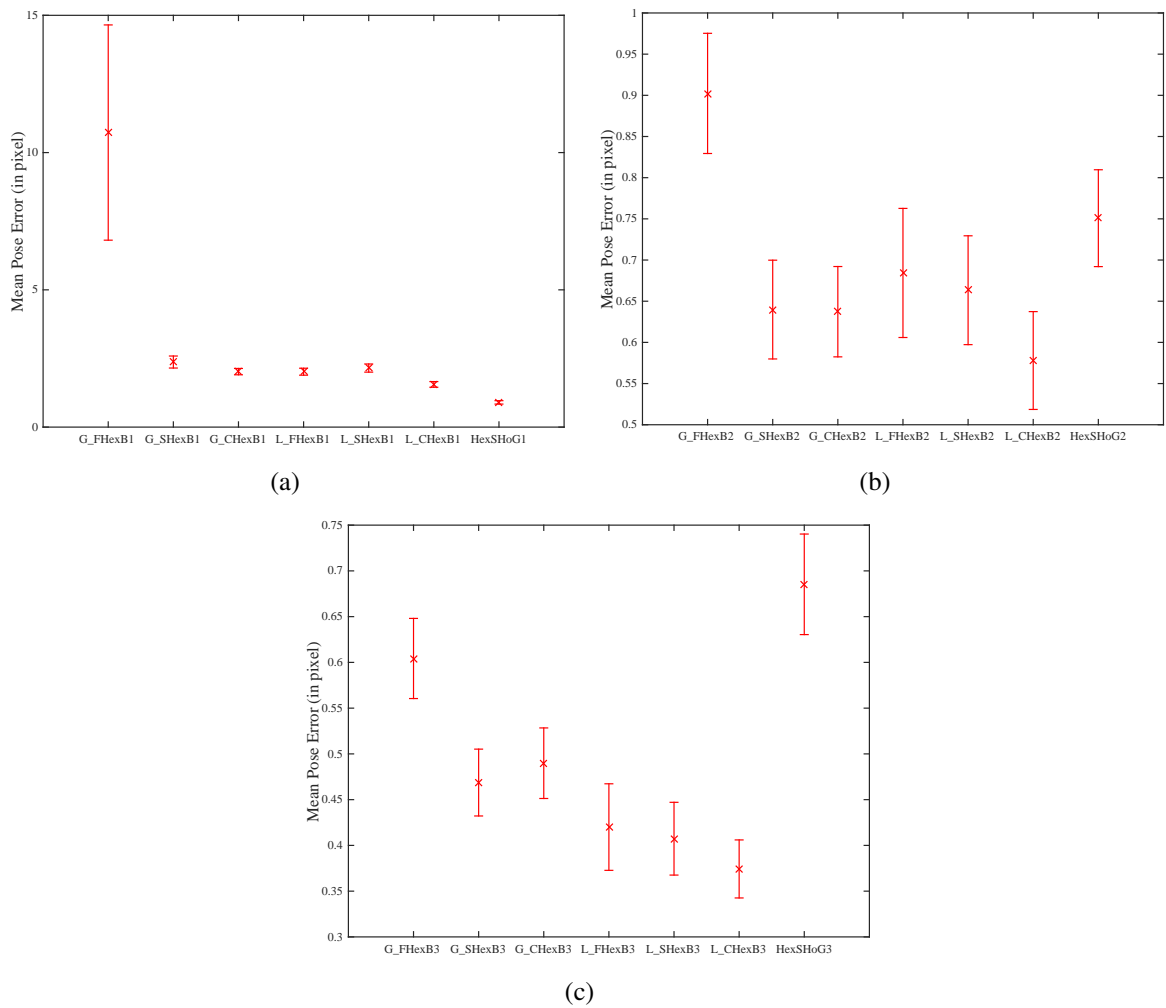 15
10
5
0
Mean Pose Error (in pixel)
G_FHexB1 G_SHexB1 G_CHexB1 L_FHexB1 L_SHexB1 L_CHexB1 HexSHoG1
(a)
1
0.95
0.9
0.85
0.8
0.75
0.7
0.65
0.6
0.55
0.5
Mean Pose Error (in pixel)
G_FHexB2 G_SHexB2 G_CHexB2 L_FHexB2 L_SHexB2 L_CHexB2 HexSHoG2
(b)
0.75
0.7
0.65
0.6
0.55
0.5
0.45
0.4
0.35
0.3
Mean Pose Error (in pixel)
G_FHexB3 G_SHexB3 G_CHexB3 L_FHexB3 L_SHexB3 L_CHexB3 HexSHoG3
(c)